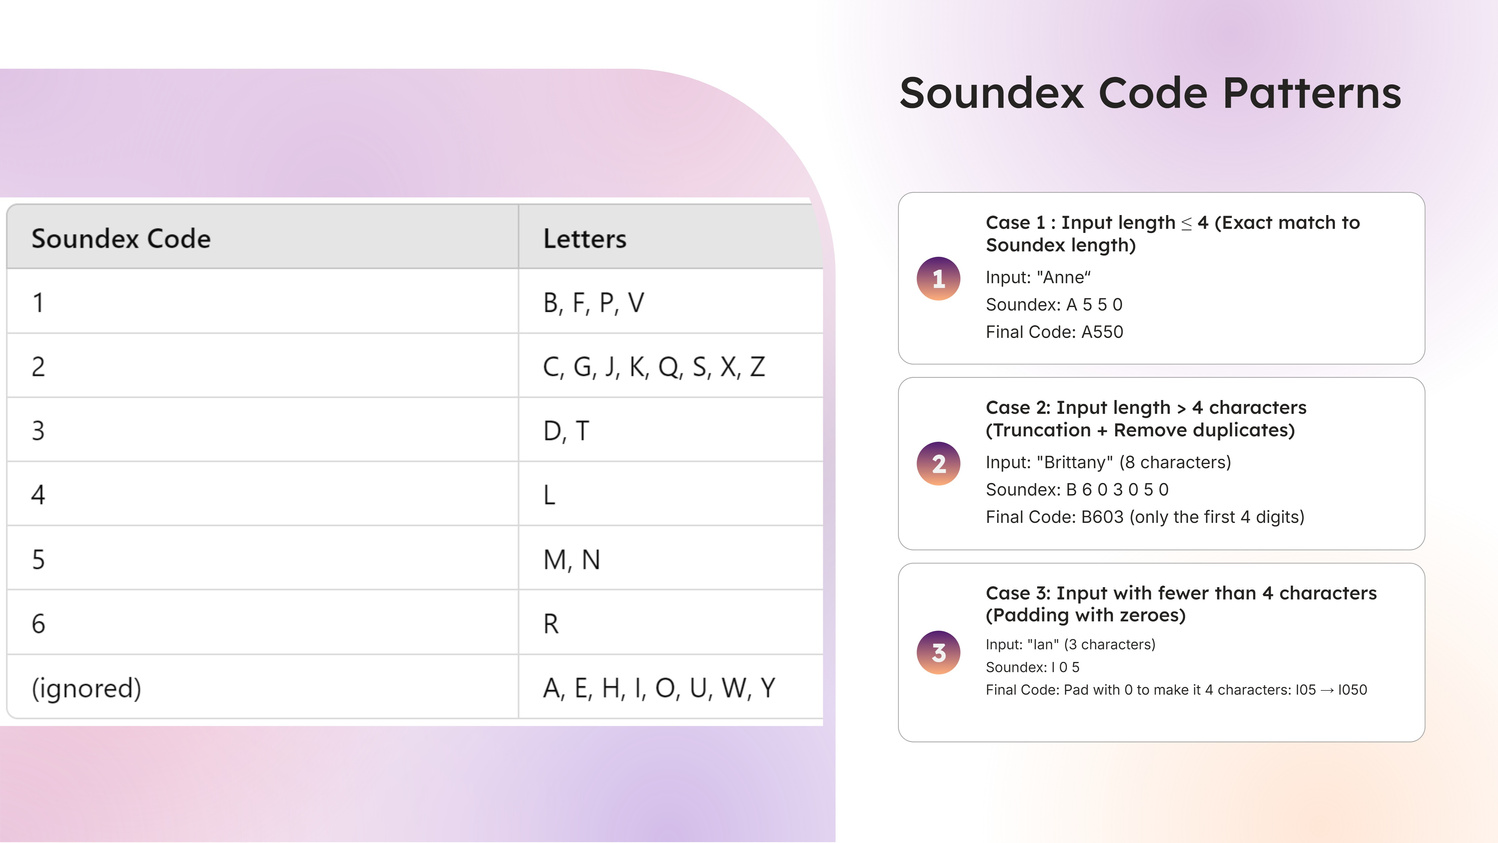 Soundex Code Patterns
Soundex Code Letters
1 B, F, P, V
2 C, G, J, K, Q, S, X, Z
3 D, T
4 L
5 M, N
6 R
(ignored) A, E, H, I, O, U, W, Y
1
Case 1 : Input length ≤ 4 (Exact match to
Soundex length)
Input: "Anne“
Soundex: A 5 5 0
Final Code: A550
2
Case 2: Input length > 4 characters
(Truncation + Remove duplicates)
Input: "Brittany" (8 characters)
Soundex: B 6 0 3 0 5 0
Final Code: B603 (only the first 4 digits)
3
Case 3: Input with fewer than 4 characters
(Padding with zeroes)
Input: "Ian" (3 characters)
Soundex: I 0 5
Final Code: Pad with 0 to make it 4 characters: I05 → I050